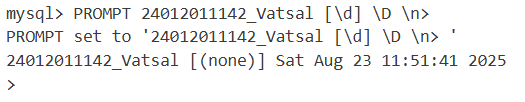 mysql> PROMPT 24012011142_Vatsal [\d] \D \n>
PROMPT set to '24012011142_Vatsal [\d] \D \n> '
24012011142_Vatsal [(none)] Sat Aug 23 11:51:41 2025
>